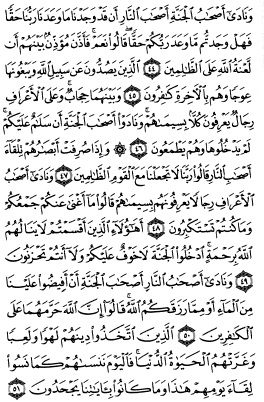 وَنَادَىٰٓ أَصْحَٰبُ ٱلْجَنَّةِ أَصْحَٰبَ ٱلنَّارِ أَن قَدْ وَجَدْنَا مَا وَعَدَنَا رَبُّنَا حَقًّا
فَهَلْ وَجَدتُّم مَّا وَعَدَ رَبُّكُمْ حَقًّا قَالُوا۟ نَعَمْ فَأَذَّنَ مُؤَذِّنٌۢ بَيْنَهُمْ أَن
لَّعْنَةُ ٱللَّهِ عَلَى ٱلظَّٰلِمِينَ ٤٤ ٱلَّذِينَ يَصُدُّونَ عَن سَبِيلِ ٱللَّهِ وَيَبْغُونَهَا
عِوَجًا وَهُم بِٱلْءَاخِرَةِ كَٰفِرُونَ ٤٥ وَبَيْنَهُمَا حِجَابٌ وَعَلَى ٱلْأَعْرَافِ
رِجَالٌ يَعْرِفُونَ كُلًّۢا بِسِيمَىٰهُمْ وَنَادَوْا۟ أَصْحَٰبَ ٱلْجَنَّةِ أَن سَلَٰمٌ عَلَيْكُمْ
لَمْ يَدْخُلُوهَا وَهُمْ يَطْمَعُونَ ٤٦ ۞ وَإِذَا صُرِفَتْ أَبْصَٰرُهُمْ تِلْقَآءَ
أَصْحَٰبِ ٱلنَّارِ قَالُوا۟ رَبَّنَا لَا تَجْعَلْنَا مَعَ ٱلْقَوْمِ ٱلظَّٰلِمِينَ ٤٧ وَنَادَىٰٓ أَصْحَٰبُ
ٱلْأَعْرَافِ رِجَالًا يَعْرِفُونَهُم بِسِيمَىٰهُمْ قَالُوا۟ مَآ أَغْنَىٰ عَنكُمْ جَمْعُكُمْ
وَمَا كُنتُمْ تَسْتَكْبِرُونَ ٤٨ أَهَٰٓؤُلَآءِ ٱلَّذِينَ أَقْسَمْتُمْ لَا يَنَالُهُمُ
ٱللَّهُ بِرَحْمَةٍ ٱدْخُلُوا۟ ٱلْجَنَّةَ لَا خَوْفٌ عَلَيْكُمْ وَلَآ أَنتُمْ تَحْزَنُونَ
٤٩ وَنَادَىٰٓ أَصْحَٰبُ ٱلنَّارِ أَصْحَٰبَ ٱلْجَنَّةِ أَنْ أَفِيضُوا۟ عَلَيْنَا
مِنَ ٱلْمَآءِ أَوْ مِمَّا رَزَقَكُمُ ٱللَّهُ قَالُوٓا۟ إِنَّ ٱللَّهَ حَرَّمَهُمَا عَلَى
ٱلْكَٰفِرِينَ ٥٠ ٱلَّذِينَ ٱتَّخَذُوا۟ دِينَهُمْ لَهْوًا وَلَعِبًا
وَغَرَّتْهُمُ ٱلْحَيَوٰةُ ٱلدُّنْيَا فَٱلْيَوْمَ نَنسَىٰهُمْ كَمَا نَسُوا۟
لِقَآءَ يَوْمِهِمْ هَٰذَا وَمَا كَانُوا۟ بِـَٔايَٰتِنَا يَجْحَدُونَ ٥١